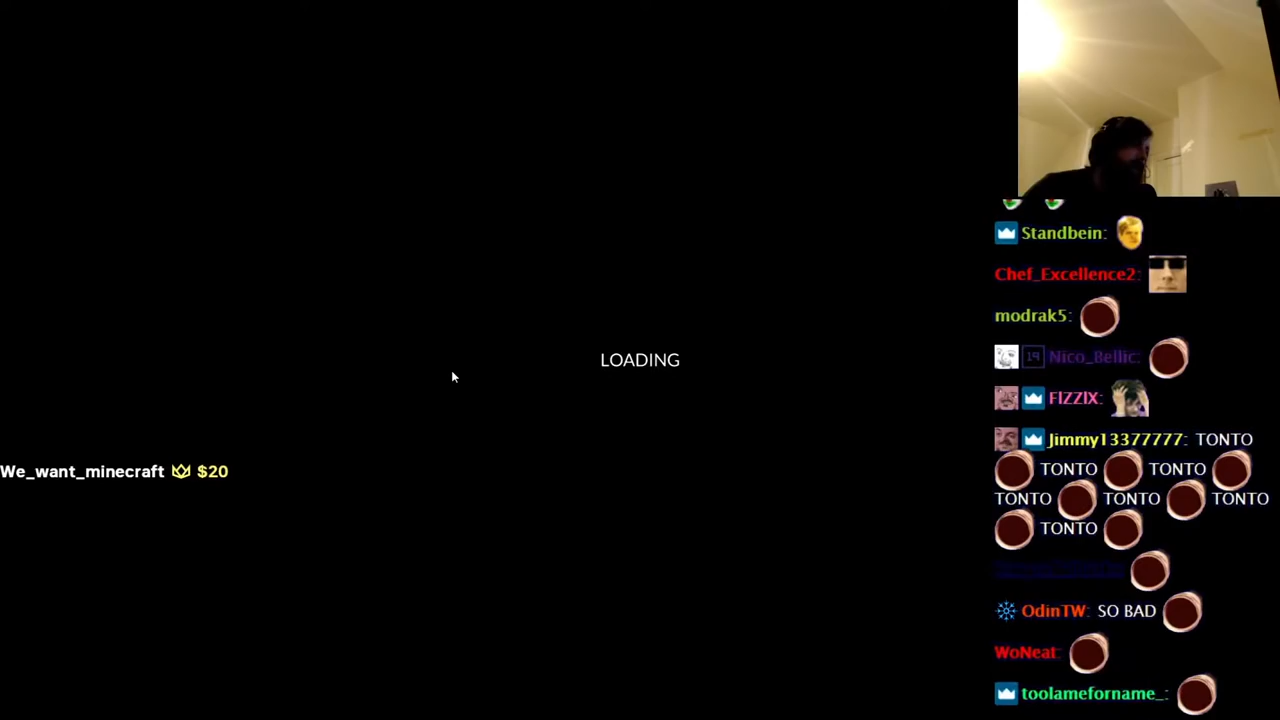 LOADING
We_want_minecraft $20
Standbein:
Chef_Excellence2:
modrak5:
19 Nico_Bellic:
FIZZIX:
Jimmy13377777: TONTO
TONTO TONTO
TONTO TONTO TONTO
TONTO
OdinTW: SO BAD
WoNeat:
toolameforname_: